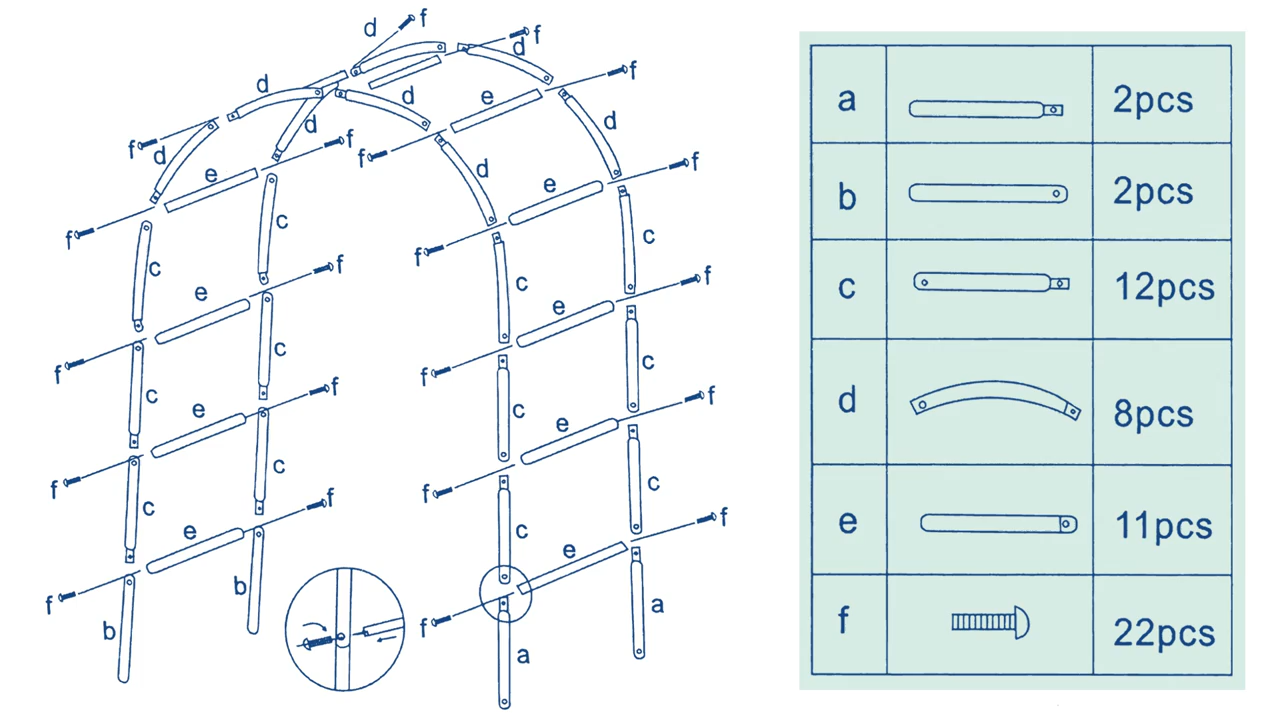 d f
f
d
d f
d e
d d
f d f f
e d e f
f c f c
c f c f
e e
f c f c
c f c f
e e
f c f c
c f c f
e e
f b f a
b a
a 2pcs
b 2pcs
c 12pcs
d 8pcs
e 11pcs
f 22pcs